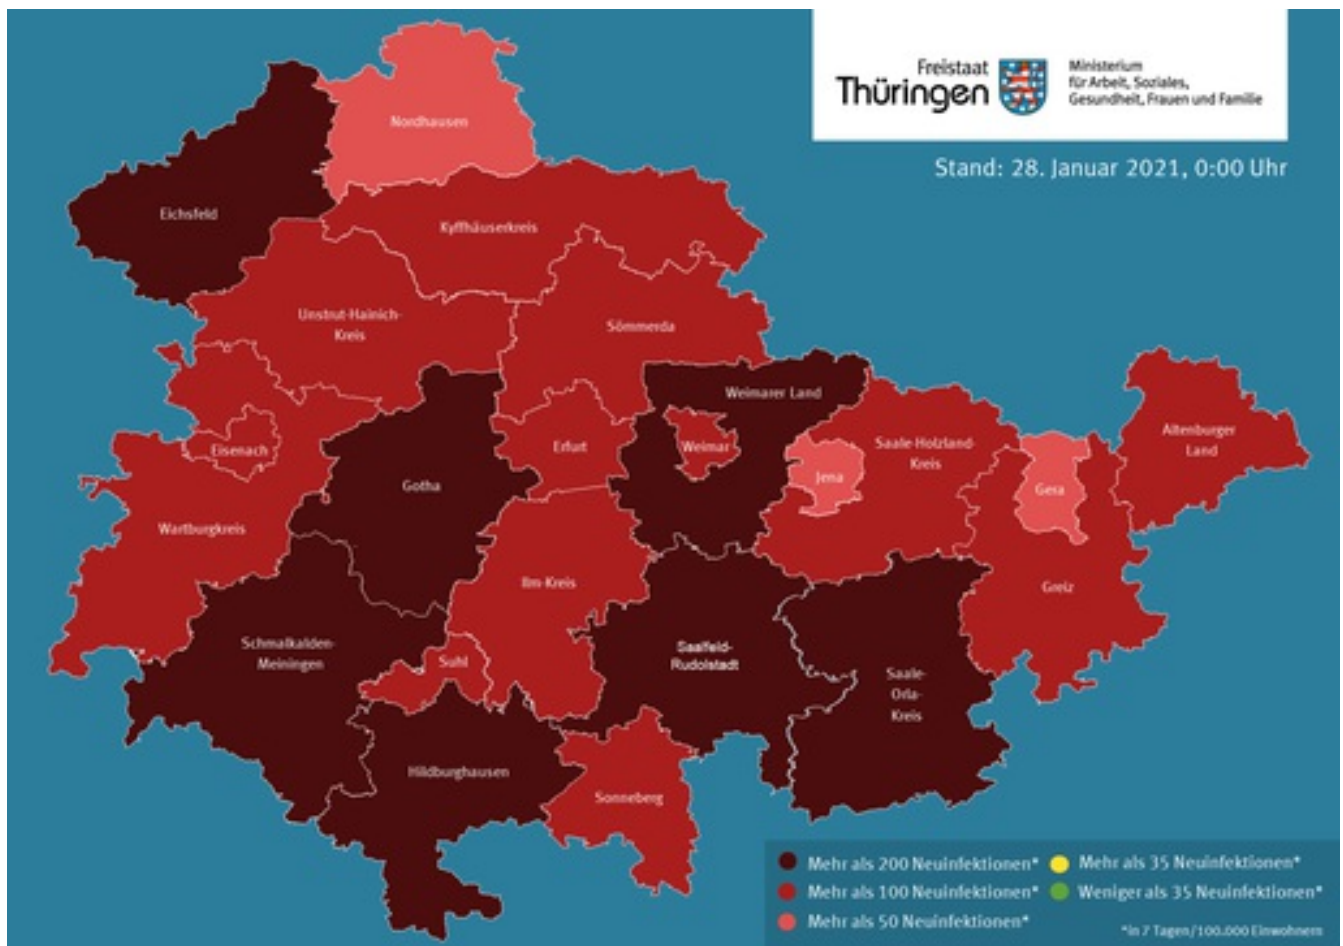 Freistaat
Thüringen
Ministerium
für Arbeit, Soziales,
Gesundheit, Frauen und Familie
Stand: 28. Januar 2021, 0:00 Uhr
Nordhausen
Eichsfeld
Kyffhäuserkreis
Unstrut-Hainich-
Kreis
Sömmerda
Weimarer Land
Eisenach
Erfurt
Weimar
Saale-Holzland
Kreis
Altenburger
Land
Gotha
Jena
Gera
Wartburgkreis
Ilm-Kreis
Greiz
Schmalkalden-
Meiningen
Suhl
Saalfeld-
Rudolstadt
Saale-
Orla-
Kreis
Hildburghausen
Sonneberg
Mehr als 200 Neuinfektionen*
Mehr als 35 Neuinfektionen*
Mehr als 100 Neuinfektionen*
Weniger als 35 Neuinfektionen*
Mehr als 50 Neuinfektionen*
*in 7 Tagen/100.000 Einwohnern